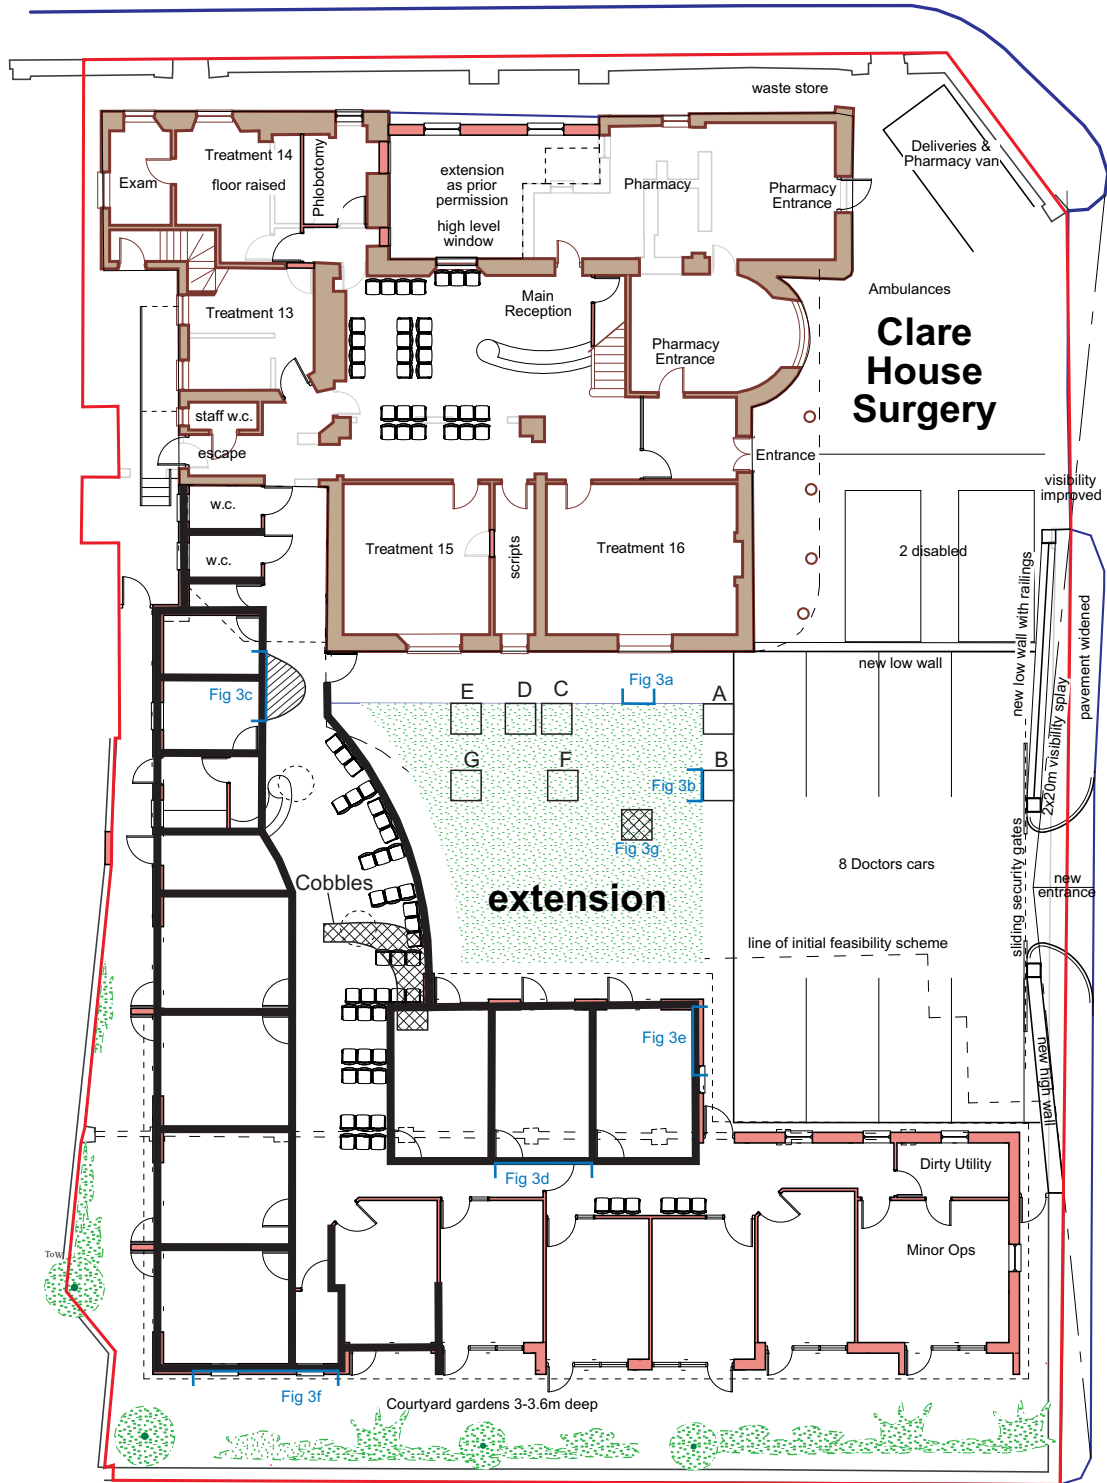 waste store
Deliveries &
Pharmacy van
Treatment 14
floor raised
Exam
Phlobotomy
extension
as prior
permission
high level
window
Pharmacy
Pharmacy
Entrance
Ambulances
Clare
House
Surgery
Main
Reception
Treatment 13
Pharmacy
Entrance
staff w.c.
escape
Entrance
visibility
improved
w.c.
w.c.
Treatment 15
scripts
Treatment 16
2 disabled
new low wall with railings
pavement widened
new low wall
Fig 3c
Fig 3a
E
D
C
A
G
F
B
Fig 3b
Fig 3g
2x20m visibility splay
sliding security gates
8 Doctors cars
new
entrance
Cobbles
extension
line of initial feasibility scheme
Fig 3e
new high wall
Fig 3d
Dirty Utility
Minor Ops
ToW
Fig 3f
Courtyard gardens 3-3.6m deep